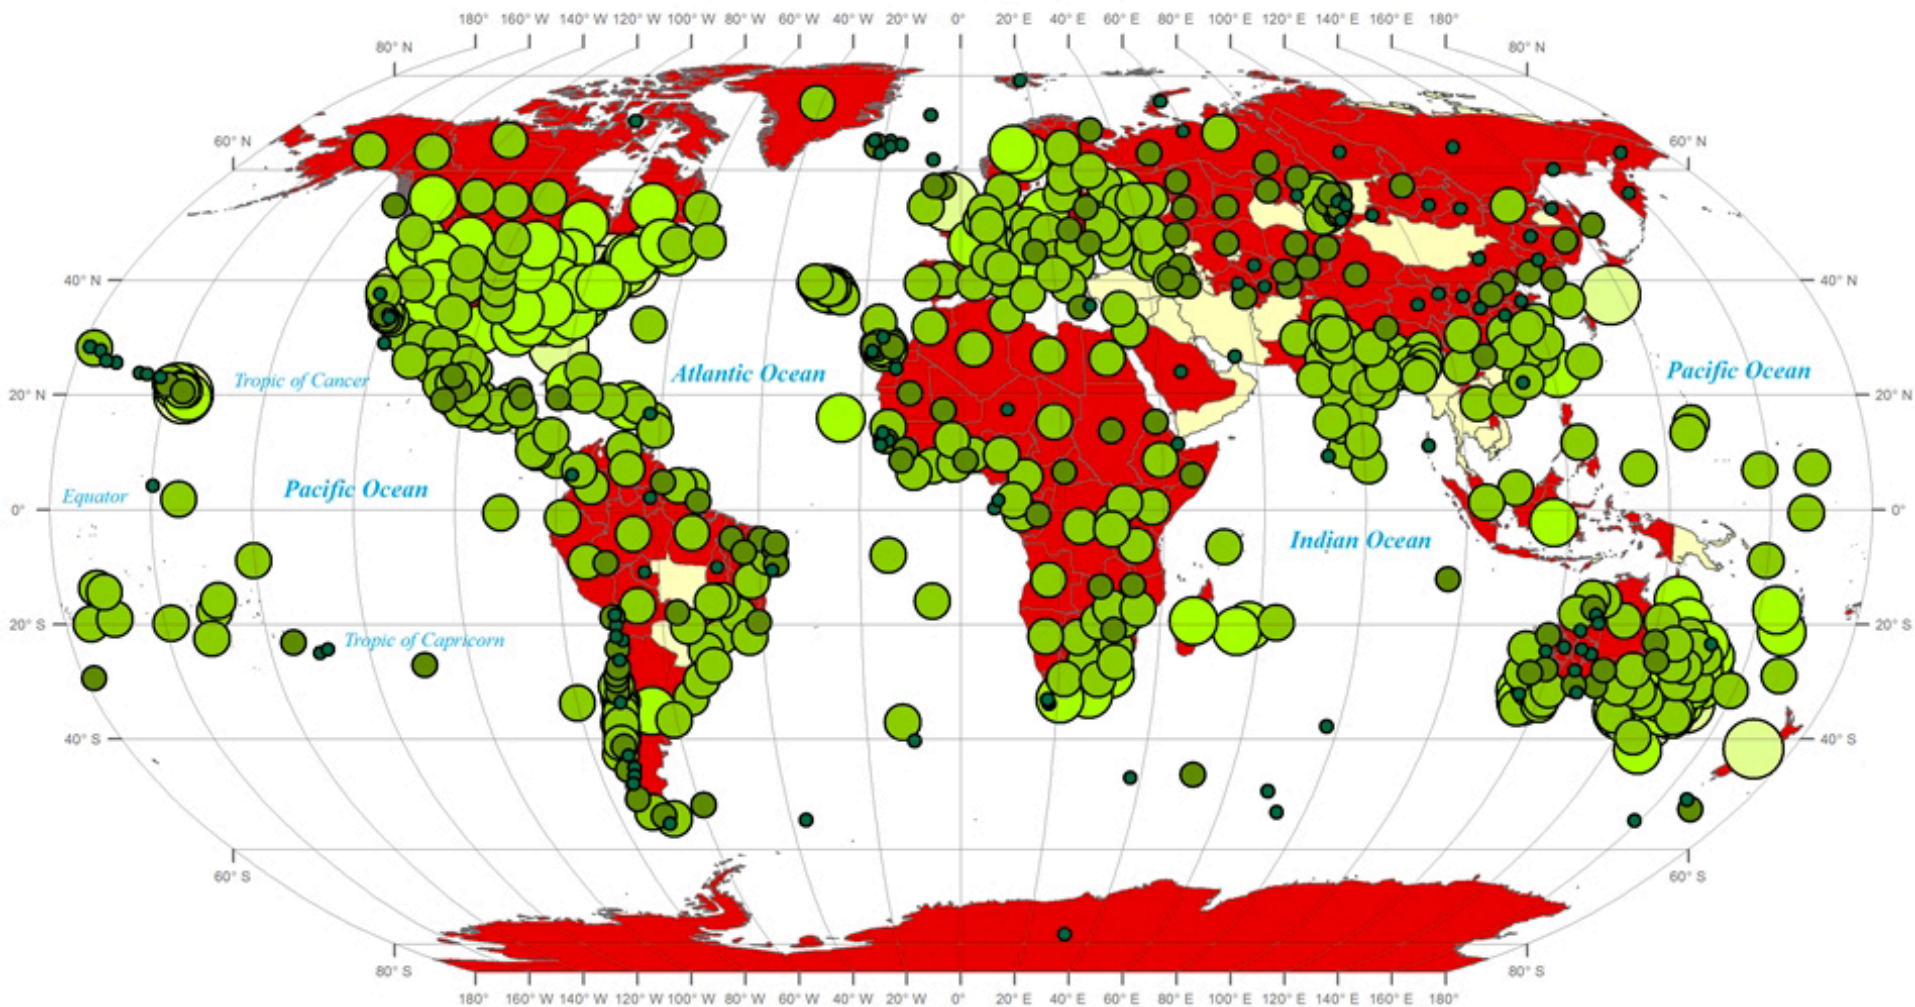 180° 160° W 140° W 120° W 100° W 80° W 60° W 40° W 20° W 0° 20° E 40° E 60° E 80° E 100° E 120° E 140° E 160° E 180°
80° N 80° N
60° N 60° N
40° N 40° N
Atlantic Ocean Pacific Ocean
Tropic of Cancer
20° N 20° N
Pacific Ocean
Equator
0° 0°
Indian Ocean
20° S Tropic of Capricorn 20° S
40° S 40° S
60° S 60° S
80° S 80° S
180° 160° W 140° W 120° W 100° W 80° W 60° W 40° W 20° W 0° 20° E 40° E 60° E 80° E 100° E 120° E 140° E 160° E 180°